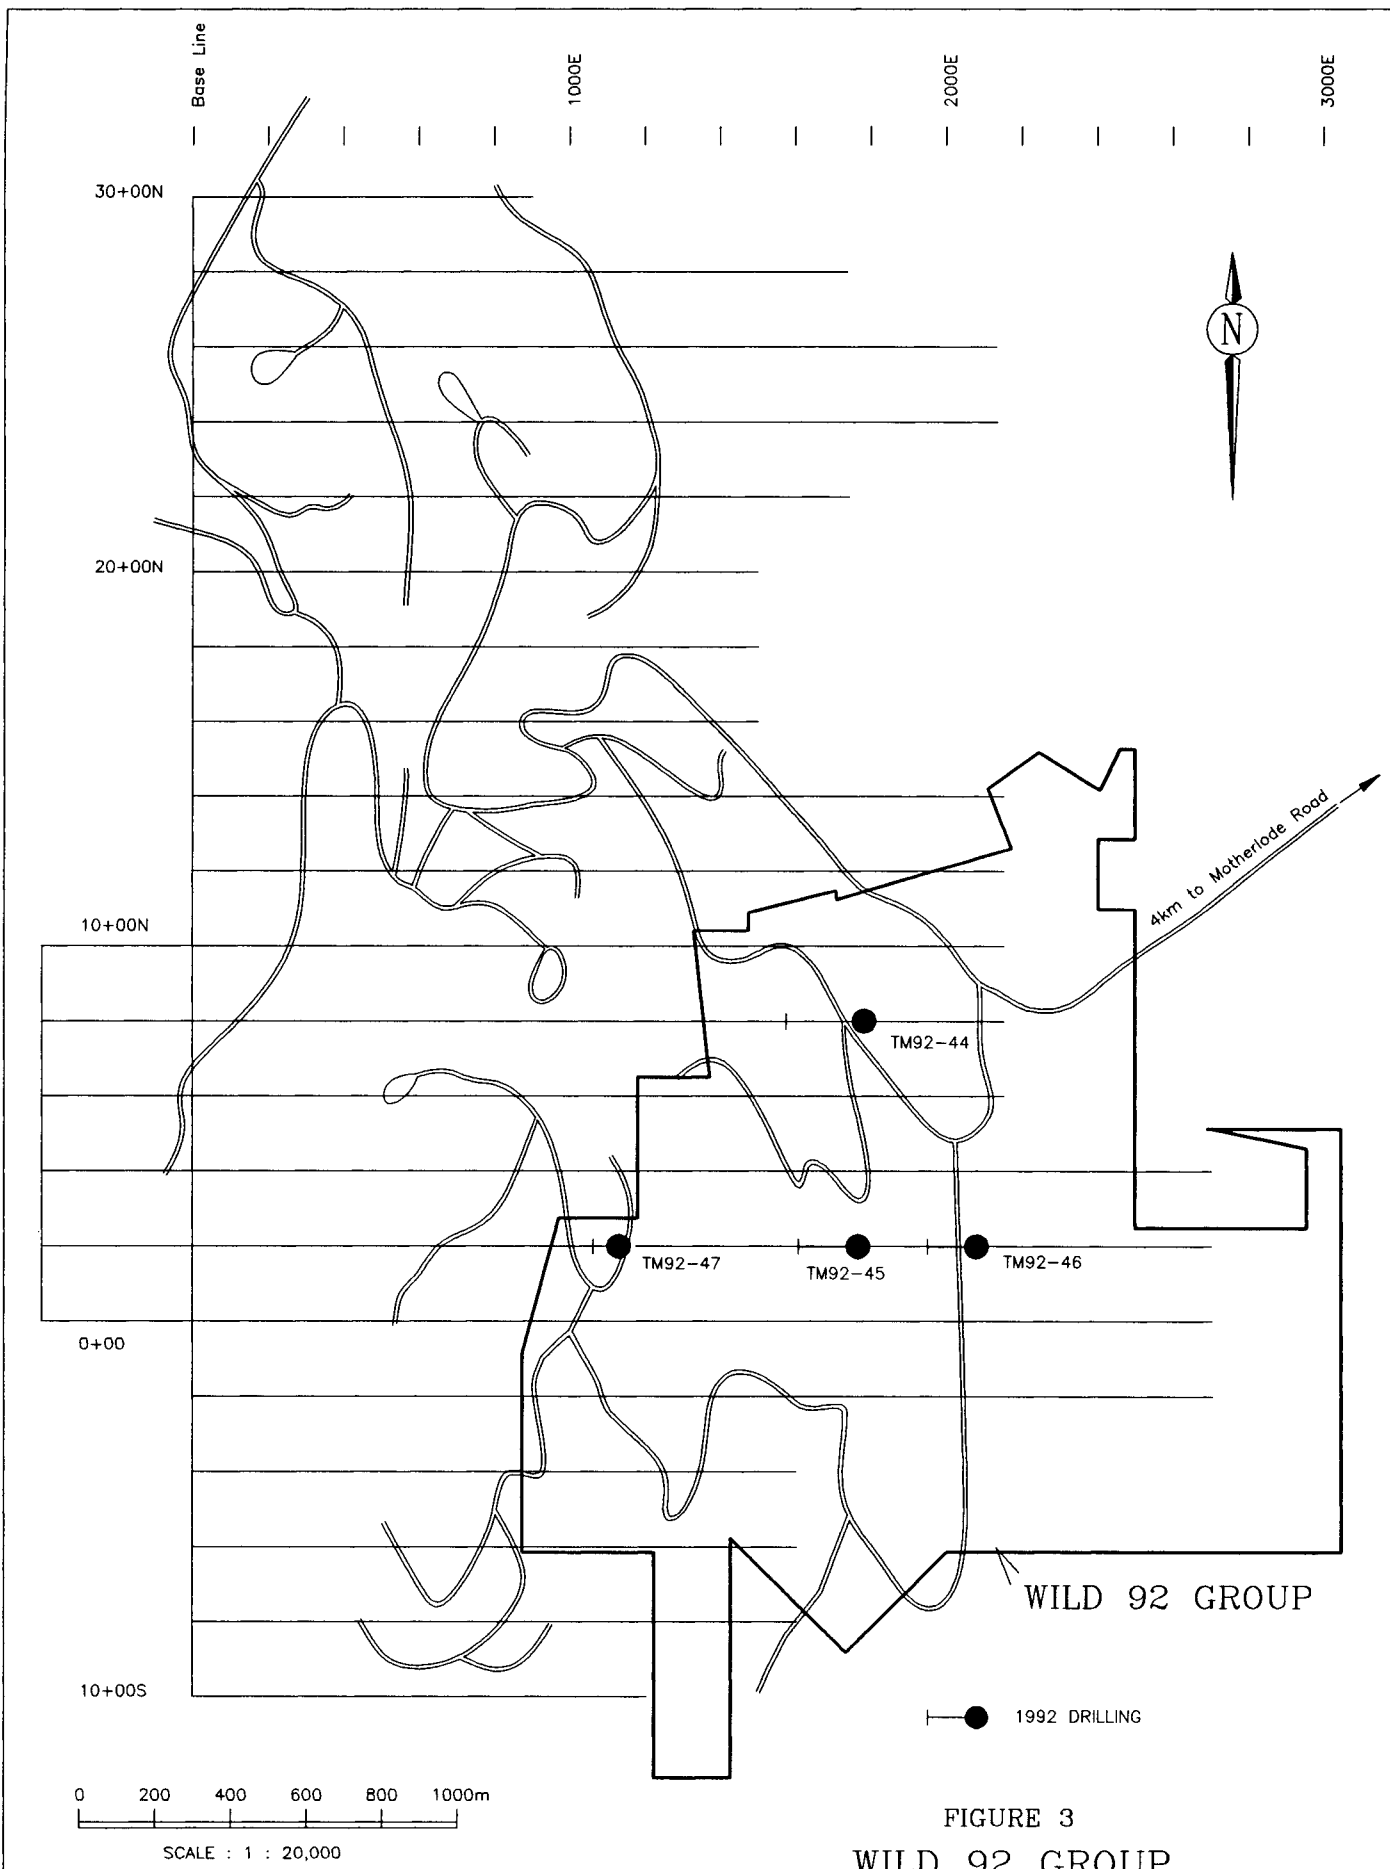 Base Line
1000E
2000E
3000E
30+00N
N
20+00N
4km to Motherlode Road
10+00N
TM92-44
TM92-47
TM92-45
TM92-46
0+00
WILD 92 GROUP
10+00S
1992 DRILLING
0 200 400 600 800 1000m
SCALE : 1 : 20,000
FIGURE 3
WILD 92 GROUP